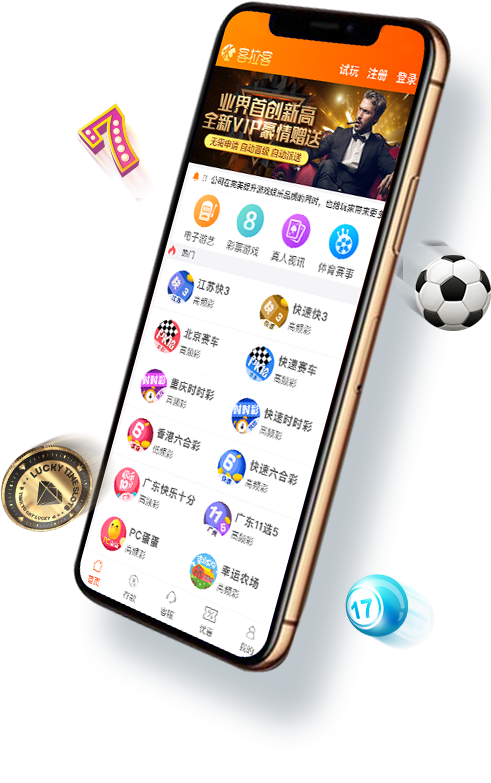 客拉客
试玩 注册 登录
业界首创新高
全新VIP豪情赠送
无需申请 自动晋级 自动派送
公司在完美提升游戏娱乐品质的同时，也给玩家带来更多
电子游艺 彩票游戏 真人视讯 体育赛事
热门
江苏快3
高频彩
快速快3
高频彩
北京赛车
高频彩
快速赛车
高频彩
重庆时时彩
高频彩
快速时时彩
高频彩
香港六合彩
低频彩
快速六合彩
高频彩
广东快乐十分
高频彩
广东11选5
高频彩
PC蛋蛋
高频彩
幸运农场
高频彩
首页 存款 客服 优惠 我的
7
LUCKY TIME SLOTS
17